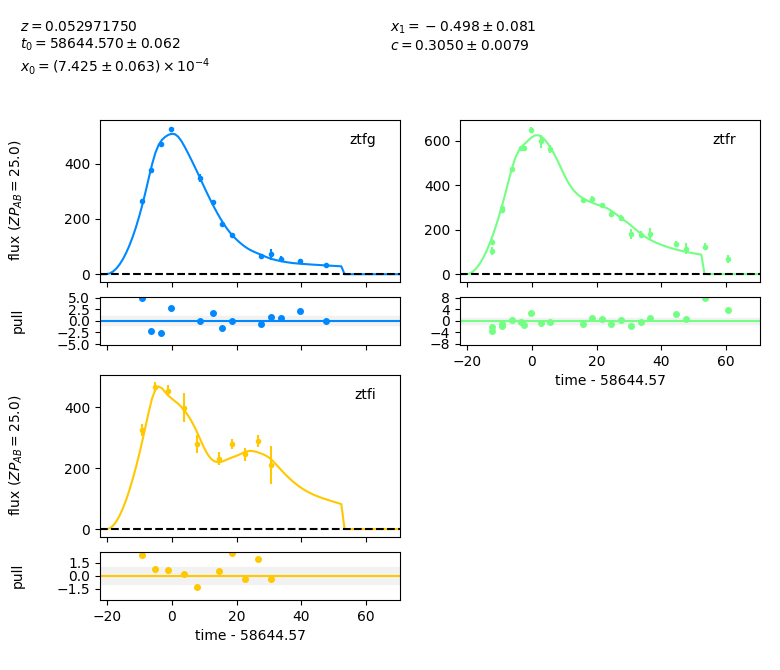 z = 0.052971750
t₀ = 58644.570 ± 0.062
x₀ = (7.425 ± 0.063) × 10⁻⁴
x₁ = −0.498 ± 0.081
c = 0.3050 ± 0.0079
flux (ZP_AB = 25.0)
ztfg
400
200
0
pull
5.0
2.5
0.0
−2.5
−5.0
ztfr
600
400
200
0
8
4
0
−4
−8
−20 0 20 40 60
time - 58644.57
flux (ZP_AB = 25.0)
ztfi
400
200
0
pull
1.5
0.0
−1.5
−20 0 20 40 60
time - 58644.57